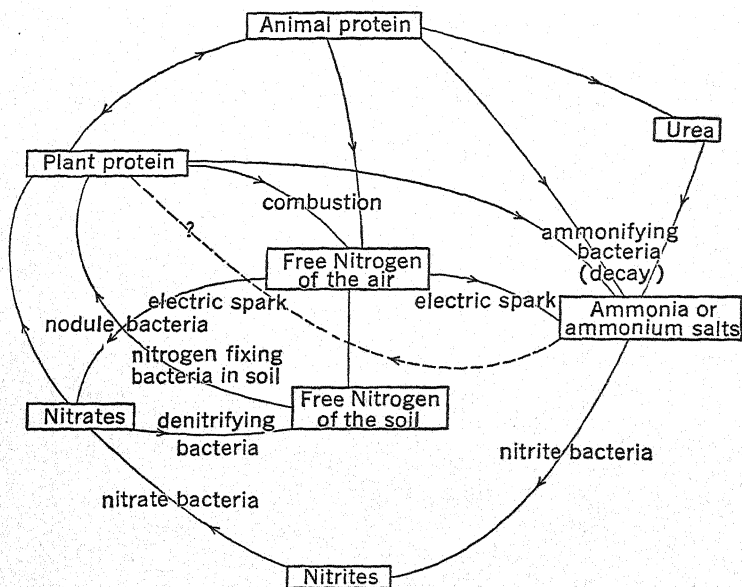 Animal protein
Urea
Plant protein
combustion
?
ammonifying
bacteria
(decay)
Free Nitrogen
of the air
electric spark
electric spark
Ammonia or
ammonium salts
nodule bacteria
nitrogen fixing
bacteria in soil
Free Nitrogen
of the soil
Nitrates
denitrifying
bacteria
nitrite bacteria
nitrate bacteria
Nitrites